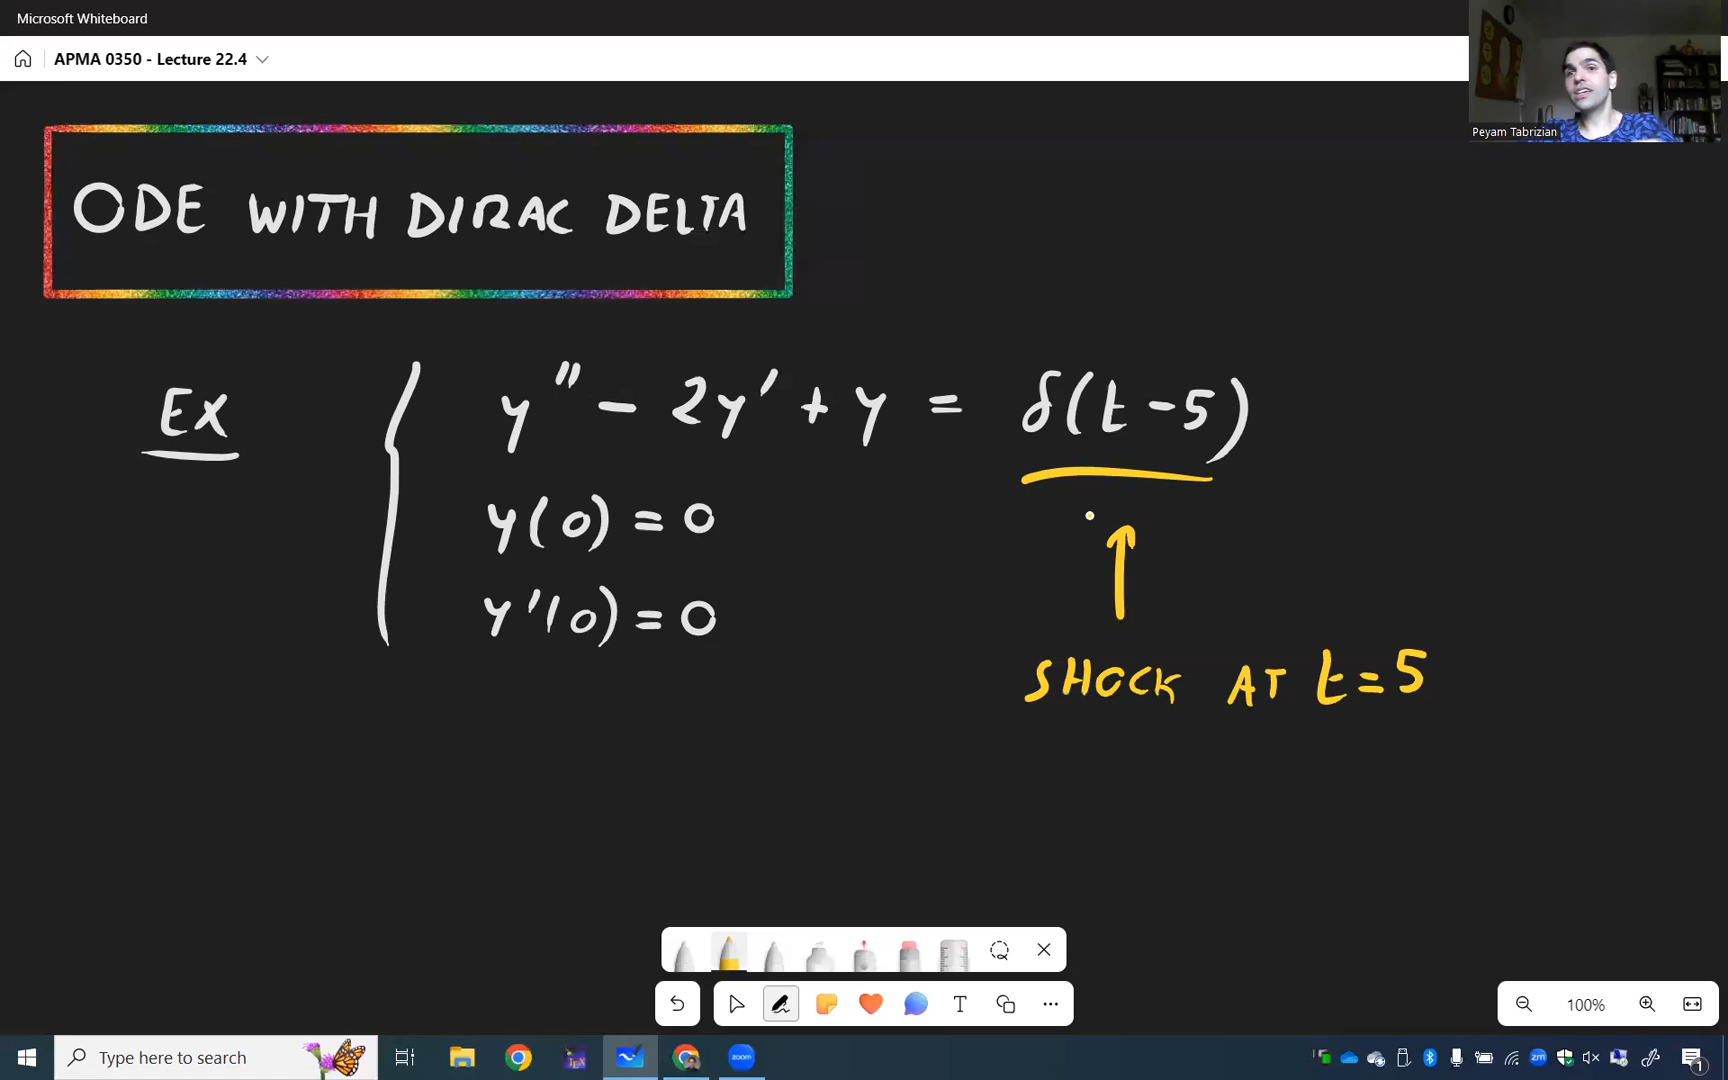 Microsoft Whiteboard
APMA 0350 - Lecture 22.4
Peyam Tabrizian
ODE WITH DIRAC DELTA
EX
y'' - 2y' + y = δ(t-5)
y(0) = 0
y'(0) = 0
SHOCK AT t=5
100%
Type here to search
zoom